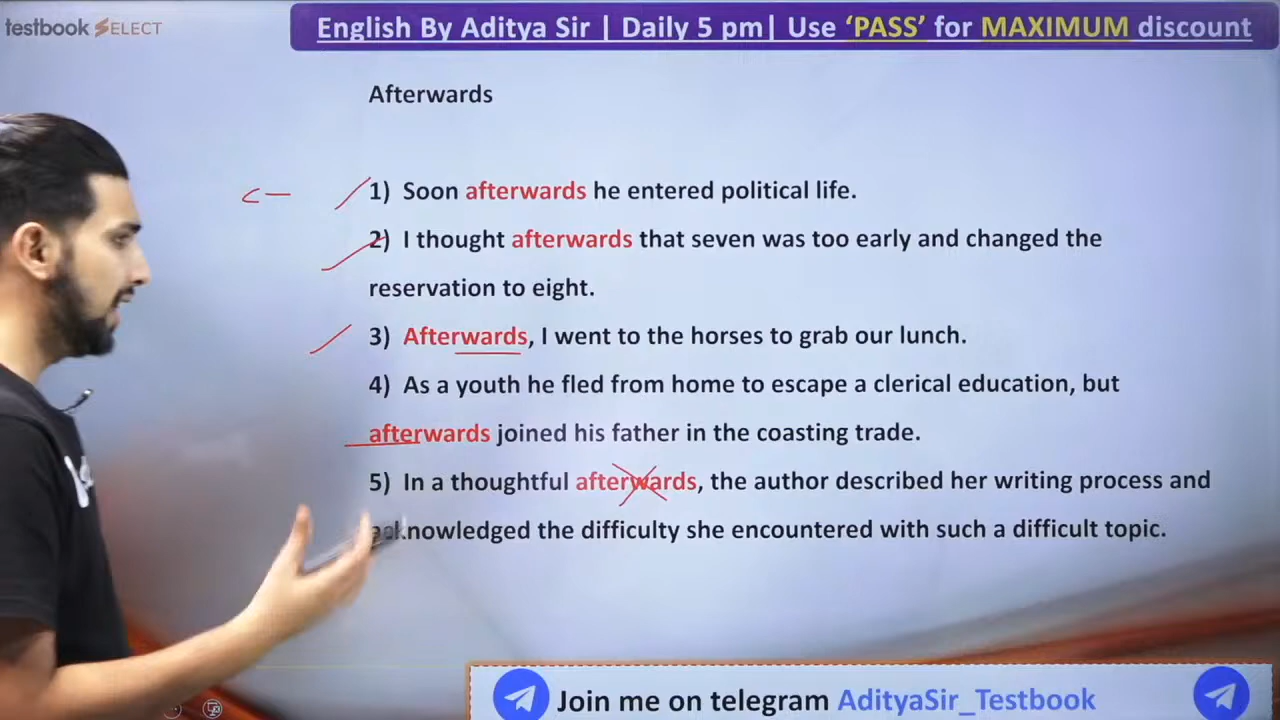 testbook SELECT
English By Aditya Sir | Daily 5 pm| Use ‘PASS’ for MAXIMUM discount
Afterwards
1) Soon afterwards he entered political life.
2) I thought afterwards that seven was too early and changed the
reservation to eight.
3) Afterwards, I went to the horses to grab our lunch.
4) As a youth he fled from home to escape a clerical education, but
afterwards joined his father in the coasting trade.
5) In a thoughtful afterwards, the author described her writing process and
acknowledged the difficulty she encountered with such a difficult topic.
Join me on telegram AdityaSir_Testbook